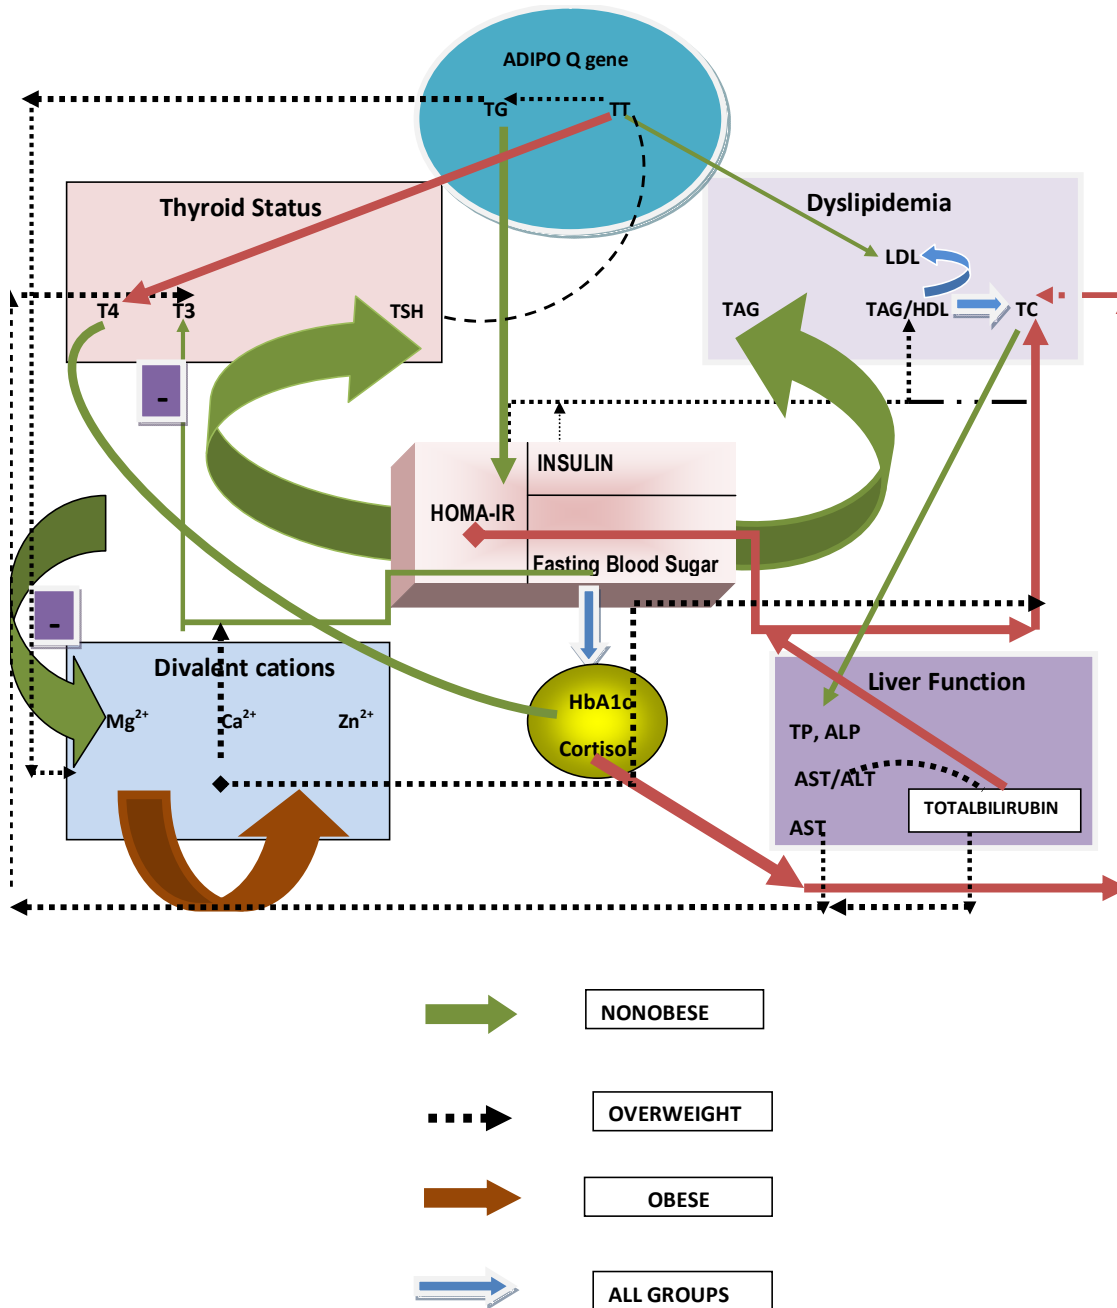 ADIPO Q gene
TG
TT
Thyroid Status
T4
T3
TSH
-
Dyslipidemia
LDL
TAG
TAG/HDL
TC
INSULIN
HOMA-IR
Fasting Blood Sugar
-
Divalent cations
Mg²⁺
Ca²⁺
Zn²⁺
HbA1c
Cortisol
Liver Function
TP, ALP
AST/ALT
TOTALBILIRUBIN
AST
NONOBESE
OVERWEIGHT
OBESE
ALL GROUPS